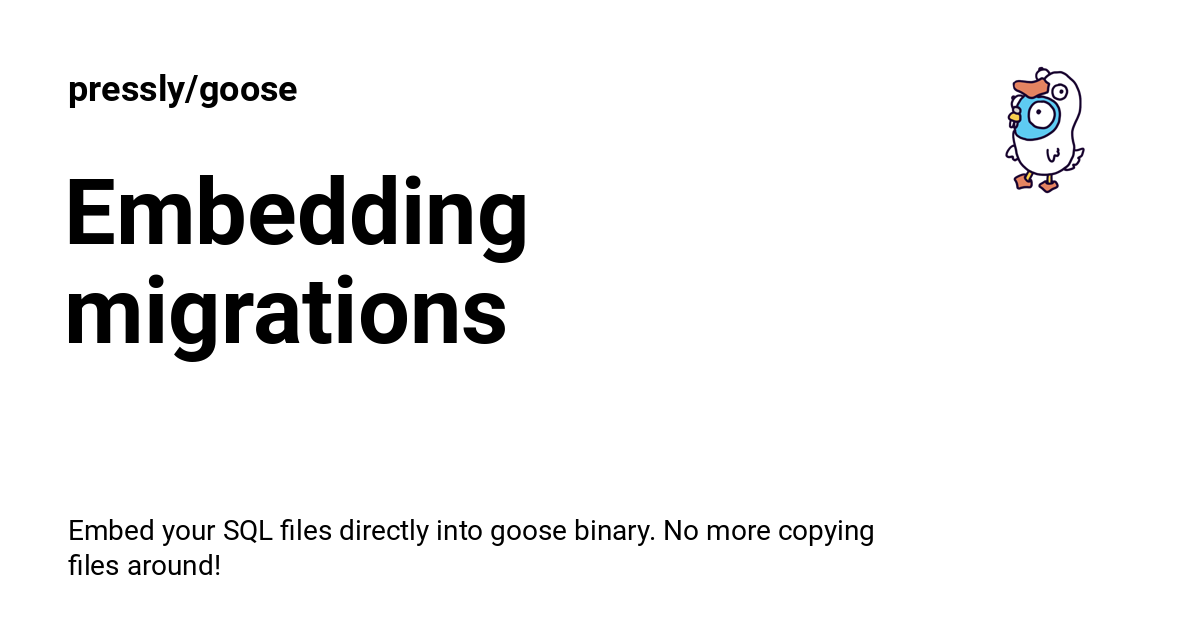 pressly/goose
Embedding
migrations
Embed your SQL files directly into goose binary. No more copying
files around!